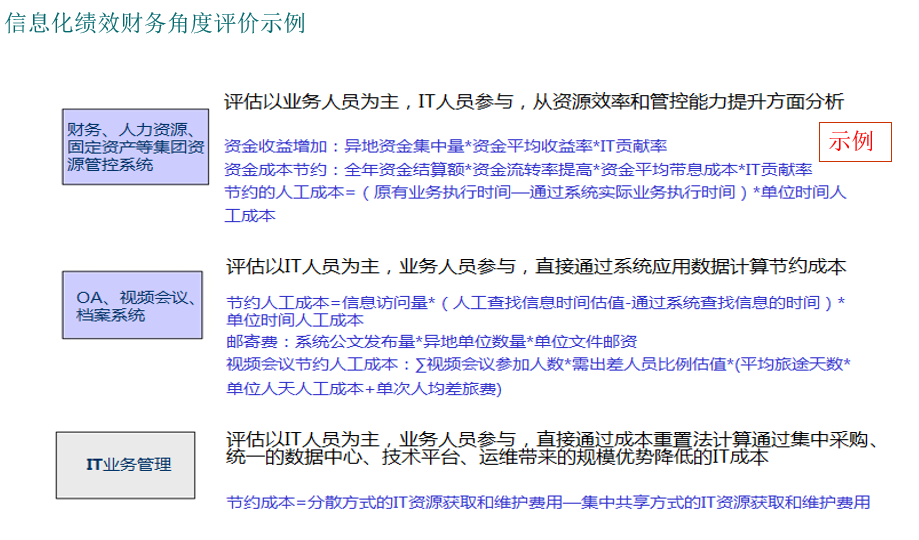 信息化绩效财务角度评价示例
评估以业务人员为主，IT人员参与，从资源效率和管控能力提升方面分析
财务、人力资源、
固定资产等集团资
源管控系统
示例
资金收益增加：异地资金集中量*资金平均收益率*IT贡献率
资金成本节约：全年资金结算额*资金流转率提高*资金平均带息成本*IT贡献率
节约的人工成本=（原有业务执行时间—通过系统实际业务执行时间）*单位时间人
工成本
评估以IT人员为主，业务人员参与，直接通过系统应用数据计算节约成本
OA、视频会议、
档案系统
节约人工成本=信息访问量*（人工查找信息时间估值-通过系统查找信息的时间）*
单位时间人工成本
邮寄费：系统公文发布量*异地单位数量*单位文件邮资
视频会议节约人工成本：∑视频会议参加人数*需出差人员比例估值*(平均旅途天数*
单位人天人工成本+单次人均差旅费)
评估以IT人员为主，业务人员参与，直接通过成本重置法计算通过集中采购、
统一的数据中心、技术平台、运维带来的规模优势降低的IT成本
IT业务管理
节约成本=分散方式的IT资源获取和维护费用—集中共享方式的IT资源获取和维护费用